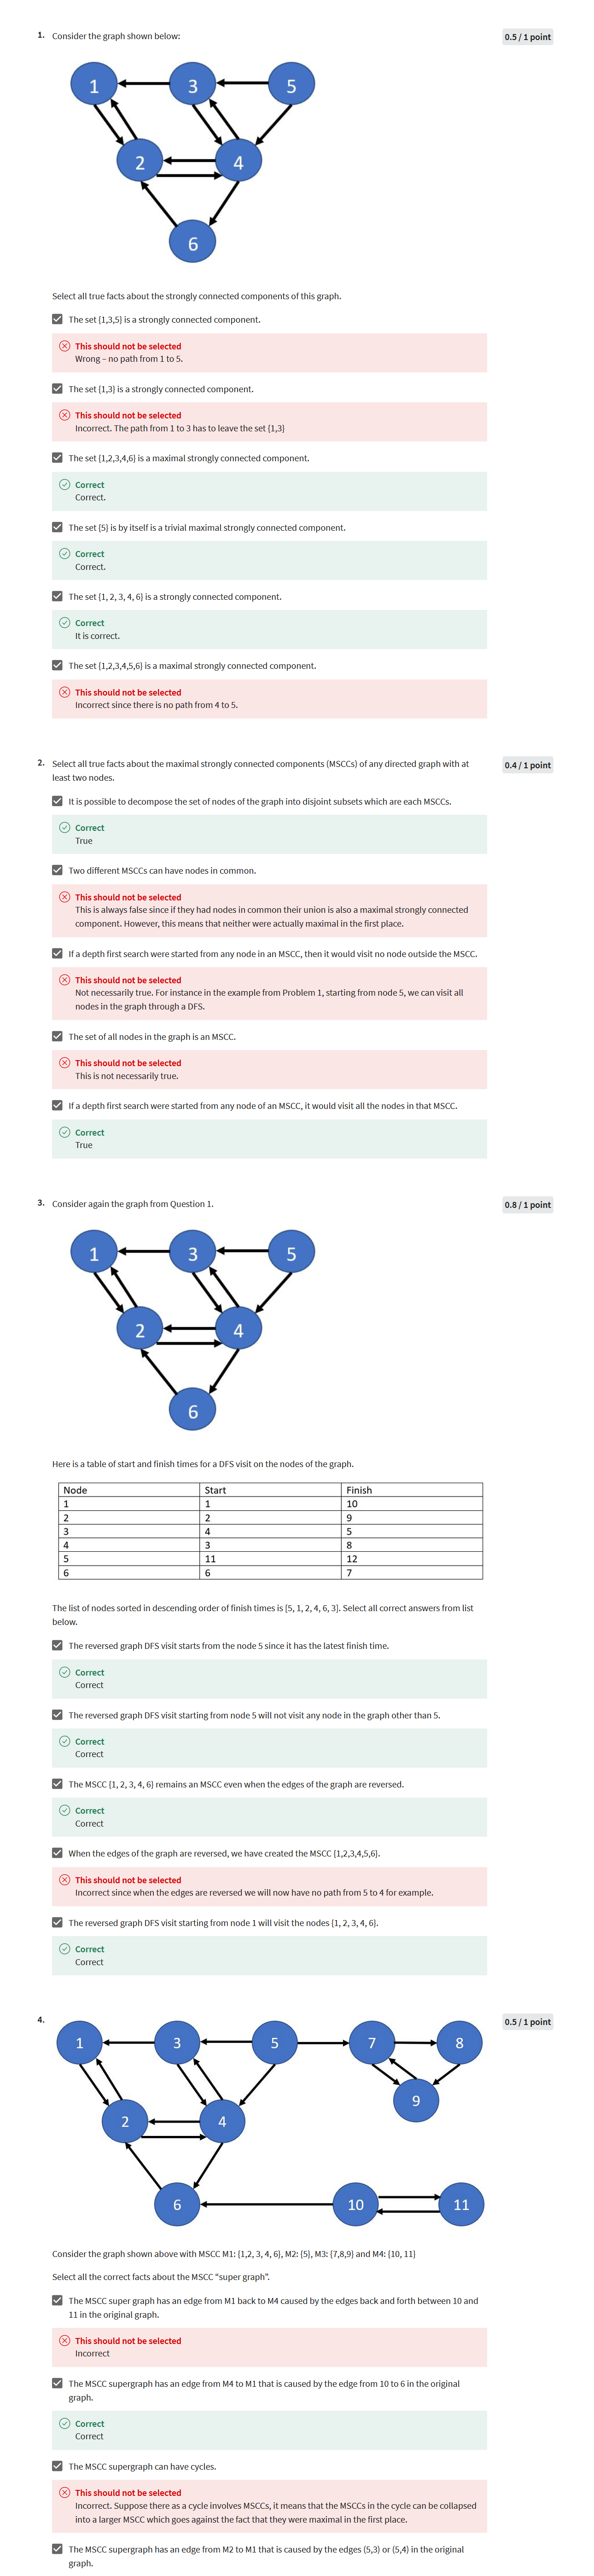 1. Consider the graph shown below:
0.5 / 1 point
1
3
5
2
4
6
Select all true facts about the strongly connected components of this graph.
The set {1,3,5} is a strongly connected component.
This should not be selected
Wrong – no path from 1 to 5.
The set {1,3} is a strongly connected component.
This should not be selected
Incorrect. The path from 1 to 3 has to leave the set {1,3}
The set {1,2,3,4,6} is a maximal strongly connected component.
Correct
Correct.
The set {5} is by itself is a trivial maximal strongly connected component.
Correct
Correct.
The set {1, 2, 3, 4, 6} is a strongly connected component.
Correct
It is correct.
The set {1,2,3,4,5,6} is a maximal strongly connected component.
This should not be selected
Incorrect since there is no path from 4 to 5.
2. Select all true facts about the maximal strongly connected components (MSCCs) of any directed graph with at
least two nodes.
0.4 / 1 point
It is possible to decompose the set of nodes of the graph into disjoint subsets which are each MSCCs.
Correct
True
Two different MSCCs can have nodes in common.
This should not be selected
This is always false since if they had nodes in common their union is also a maximal strongly connected
component. However, this means that neither were actually maximal in the first place.
If a depth first search were started from any node in an MSCC, then it would visit no node outside the MSCC.
This should not be selected
Not necessarily true. For instance in the example from Problem 1, starting from node 5, we can visit all
nodes in the graph through a DFS.
The set of all nodes in the graph is an MSCC.
This should not be selected
This is not necessarily true.
If a depth first search were started from any node of an MSCC, it would visit all the nodes in that MSCC.
Correct
True
3. Consider again the graph from Question 1.
0.8 / 1 point
1
3
5
2
4
6
Here is a table of start and finish times for a DFS visit on the nodes of the graph.
Node Start Finish
1 1 10
2 2 9
3 4 5
4 3 8
5 11 12
6 6 7
The list of nodes sorted in descending order of finish times is [5, 1, 2, 4, 6, 3]. Select all correct answers from list
below.
The reversed graph DFS visit starts from the node 5 since it has the latest finish time.
Correct
Correct
The reversed graph DFS visit starting from node 5 will not visit any node in the graph other than 5.
Correct
Correct
The MSCC {1, 2, 3, 4, 6} remains an MSCC even when the edges of the graph are reversed.
Correct
Correct
When the edges of the graph are reversed, we have created the MSCC {1,2,3,4,5,6}.
This should not be selected
Incorrect since when the edges are reversed we will now have no path from 5 to 4 for example.
The reversed graph DFS visit starting from node 1 will visit the nodes {1, 2, 3, 4, 6}.
Correct
Correct
4.
0.5 / 1 point
1
3
5
7
8
9
2
4
6
10
11
Consider the graph shown above with MSCC M1: {1,2, 3, 4, 6}, M2: {5}, M3: {7,8,9} and M4: {10, 11}
Select all the correct facts about the MSCC "super graph".
The MSCC super graph has an edge from M1 back to M4 caused by the edges back and forth between 10 and
11 in the original graph.
This should not be selected
Incorrect
The MSCC supergraph has an edge from M4 to M1 that is caused by the edge from 10 to 6 in the original
graph.
Correct
Correct
The MSCC supergraph can have cycles.
This should not be selected
Incorrect. Suppose there as a cycle involves MSCCs, it means that the MSCCs in the cycle can be collapsed
into a larger MSCC which goes against the fact that they were maximal in the first place.
The MSCC supergraph has an edge from M2 to M1 that is caused by the edges (5,3) or (5,4) in the original
graph.